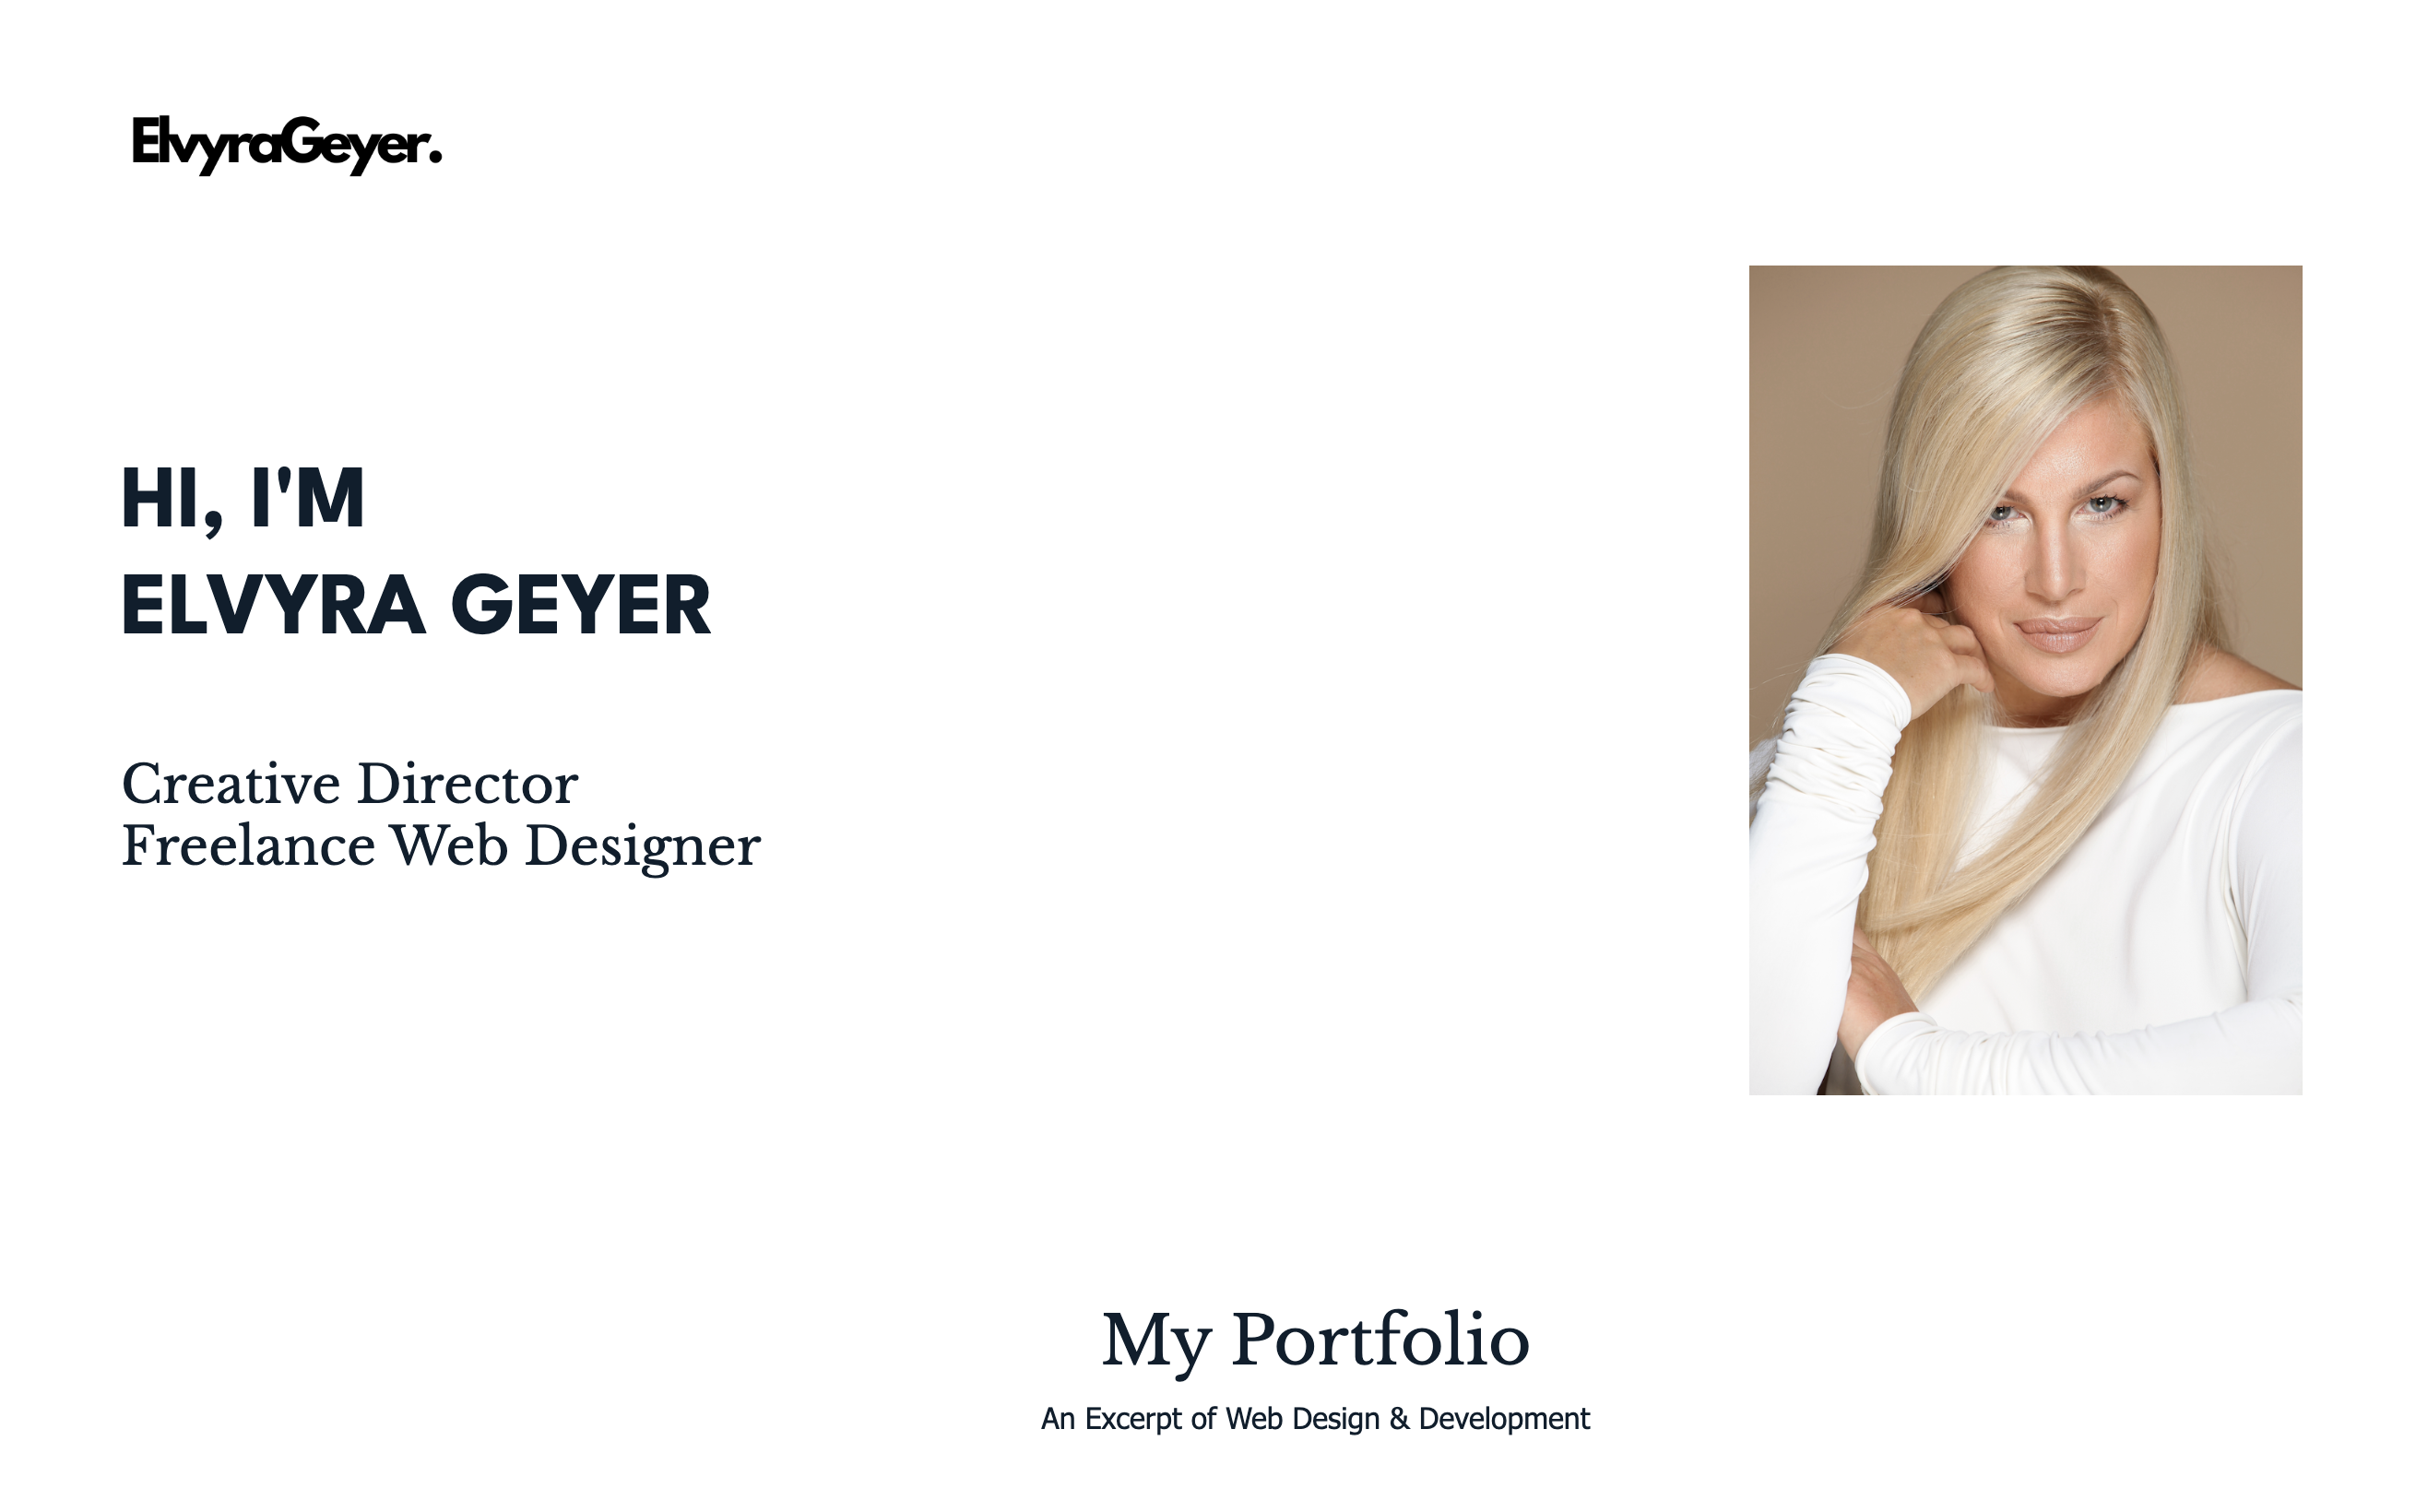 ElvyraGeyer.
HI, I'M
ELVYRA GEYER
Creative Director
Freelance Web Designer
My Portfolio
An Excerpt of Web Design & Development